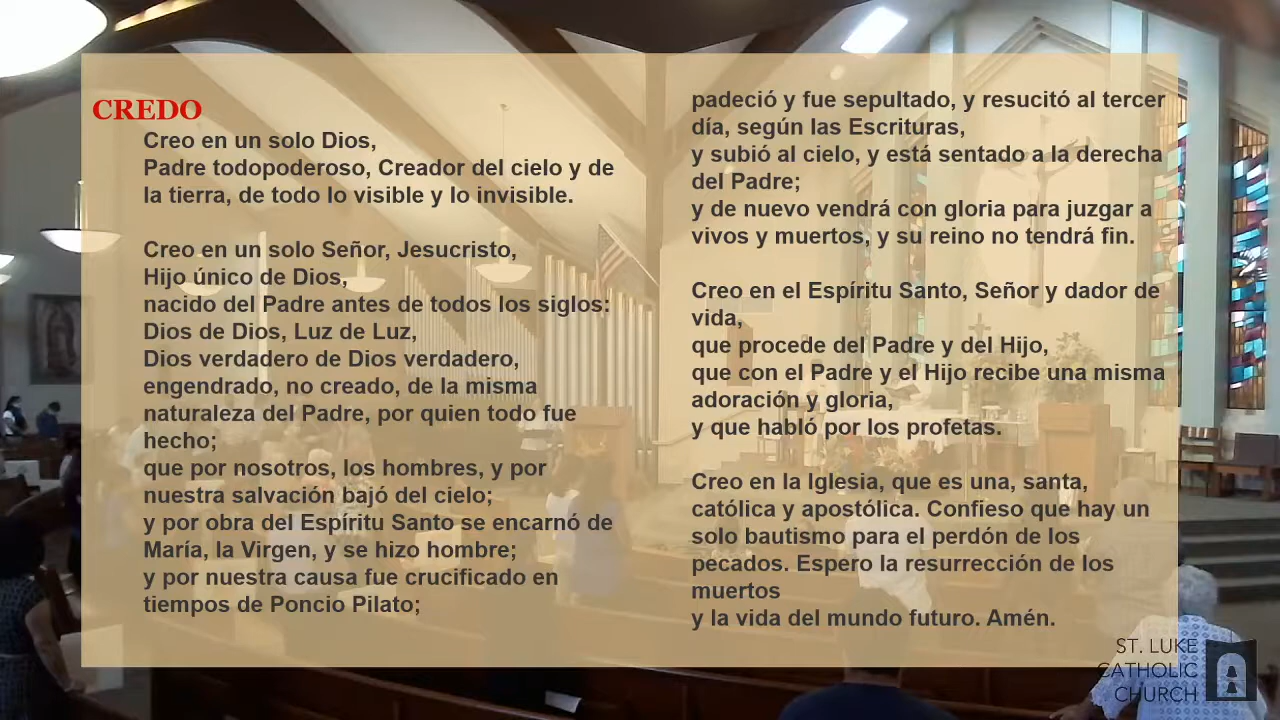 CREDO
Creo en un solo Dios,
Padre todopoderoso, Creador del cielo y de
la tierra, de todo lo visible y lo invisible.
Creo en un solo Señor, Jesucristo,
Hijo único de Dios,
nacido del Padre antes de todos los siglos:
Dios de Dios, Luz de Luz,
Dios verdadero de Dios verdadero,
engendrado, no creado, de la misma
naturaleza del Padre, por quien todo fue
hecho;
que por nosotros, los hombres, y por
nuestra salvación bajó del cielo;
y por obra del Espíritu Santo se encarnó de
María, la Virgen, y se hizo hombre;
y por nuestra causa fue crucificado en
tiempos de Poncio Pilato;
padeció y fue sepultado, y resucitó al tercer
día, según las Escrituras,
y subió al cielo, y está sentado a la derecha
del Padre;
y de nuevo vendrá con gloria para juzgar a
vivos y muertos, y su reino no tendrá fin.
Creo en el Espíritu Santo, Señor y dador de
vida,
que procede del Padre y del Hijo,
que con el Padre y el Hijo recibe una misma
adoración y gloria,
y que habló por los profetas.
Creo en la Iglesia, que es una, santa,
católica y apostólica. Confieso que hay un
solo bautismo para el perdón de los
pecados. Espero la resurrección de los
muertos
y la vida del mundo futuro. Amén.
ST. LUKE
CATHOLIC
CHURCH